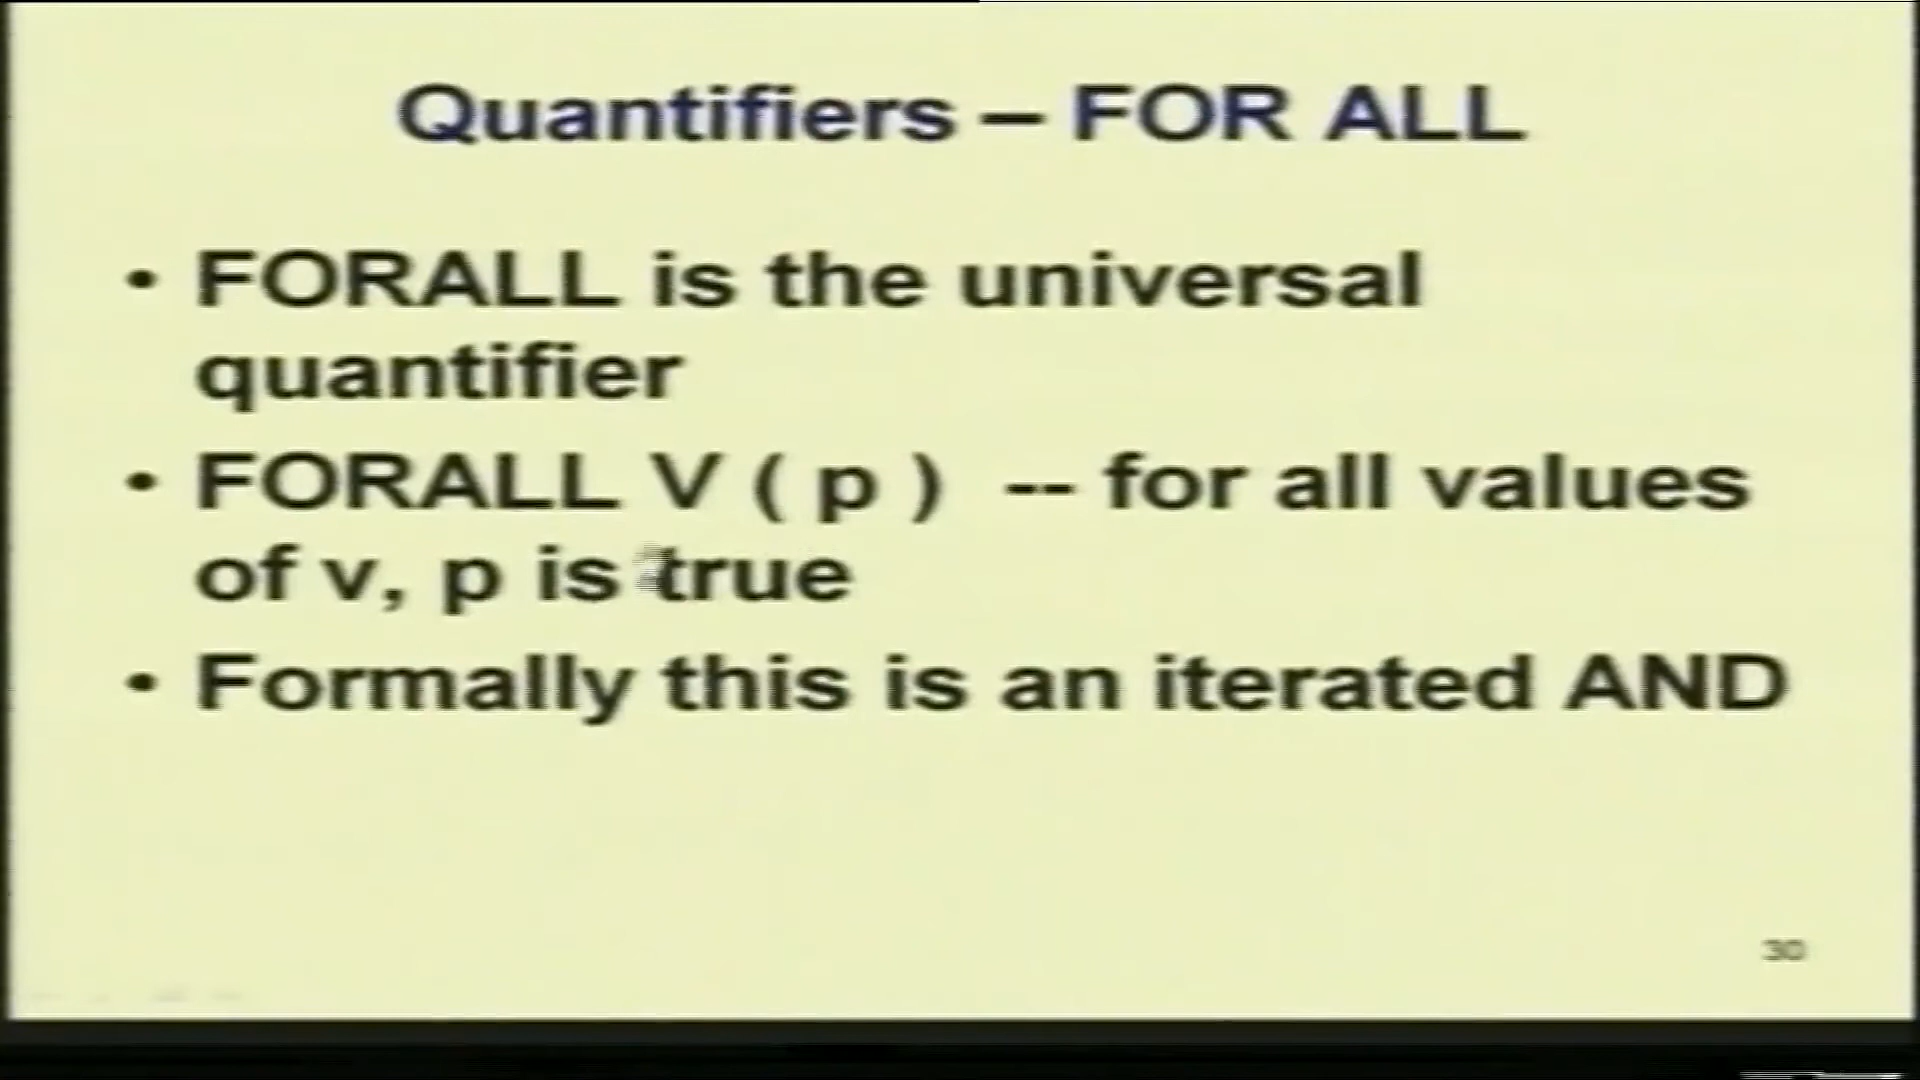 Quantifiers – FOR ALL
• FORALL is the universal
quantifier
• FORALL V ( p ) -- for all values
of v, p is true
• Formally this is an iterated AND
30